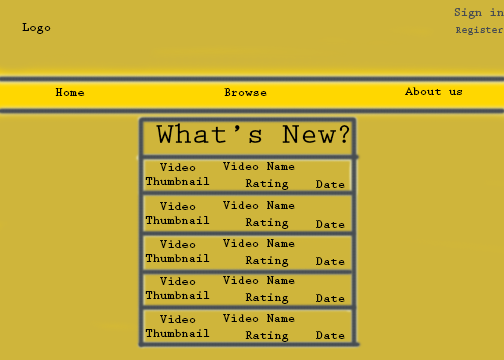 Sign in
Logo
Register
Home Browse About us
What's New?
Video Thumbnail Video Name Rating Date
Video Thumbnail Video Name Rating Date
Video Thumbnail Video Name Rating Date
Video Thumbnail Video Name Rating Date
Video Thumbnail Video Name Rating Date